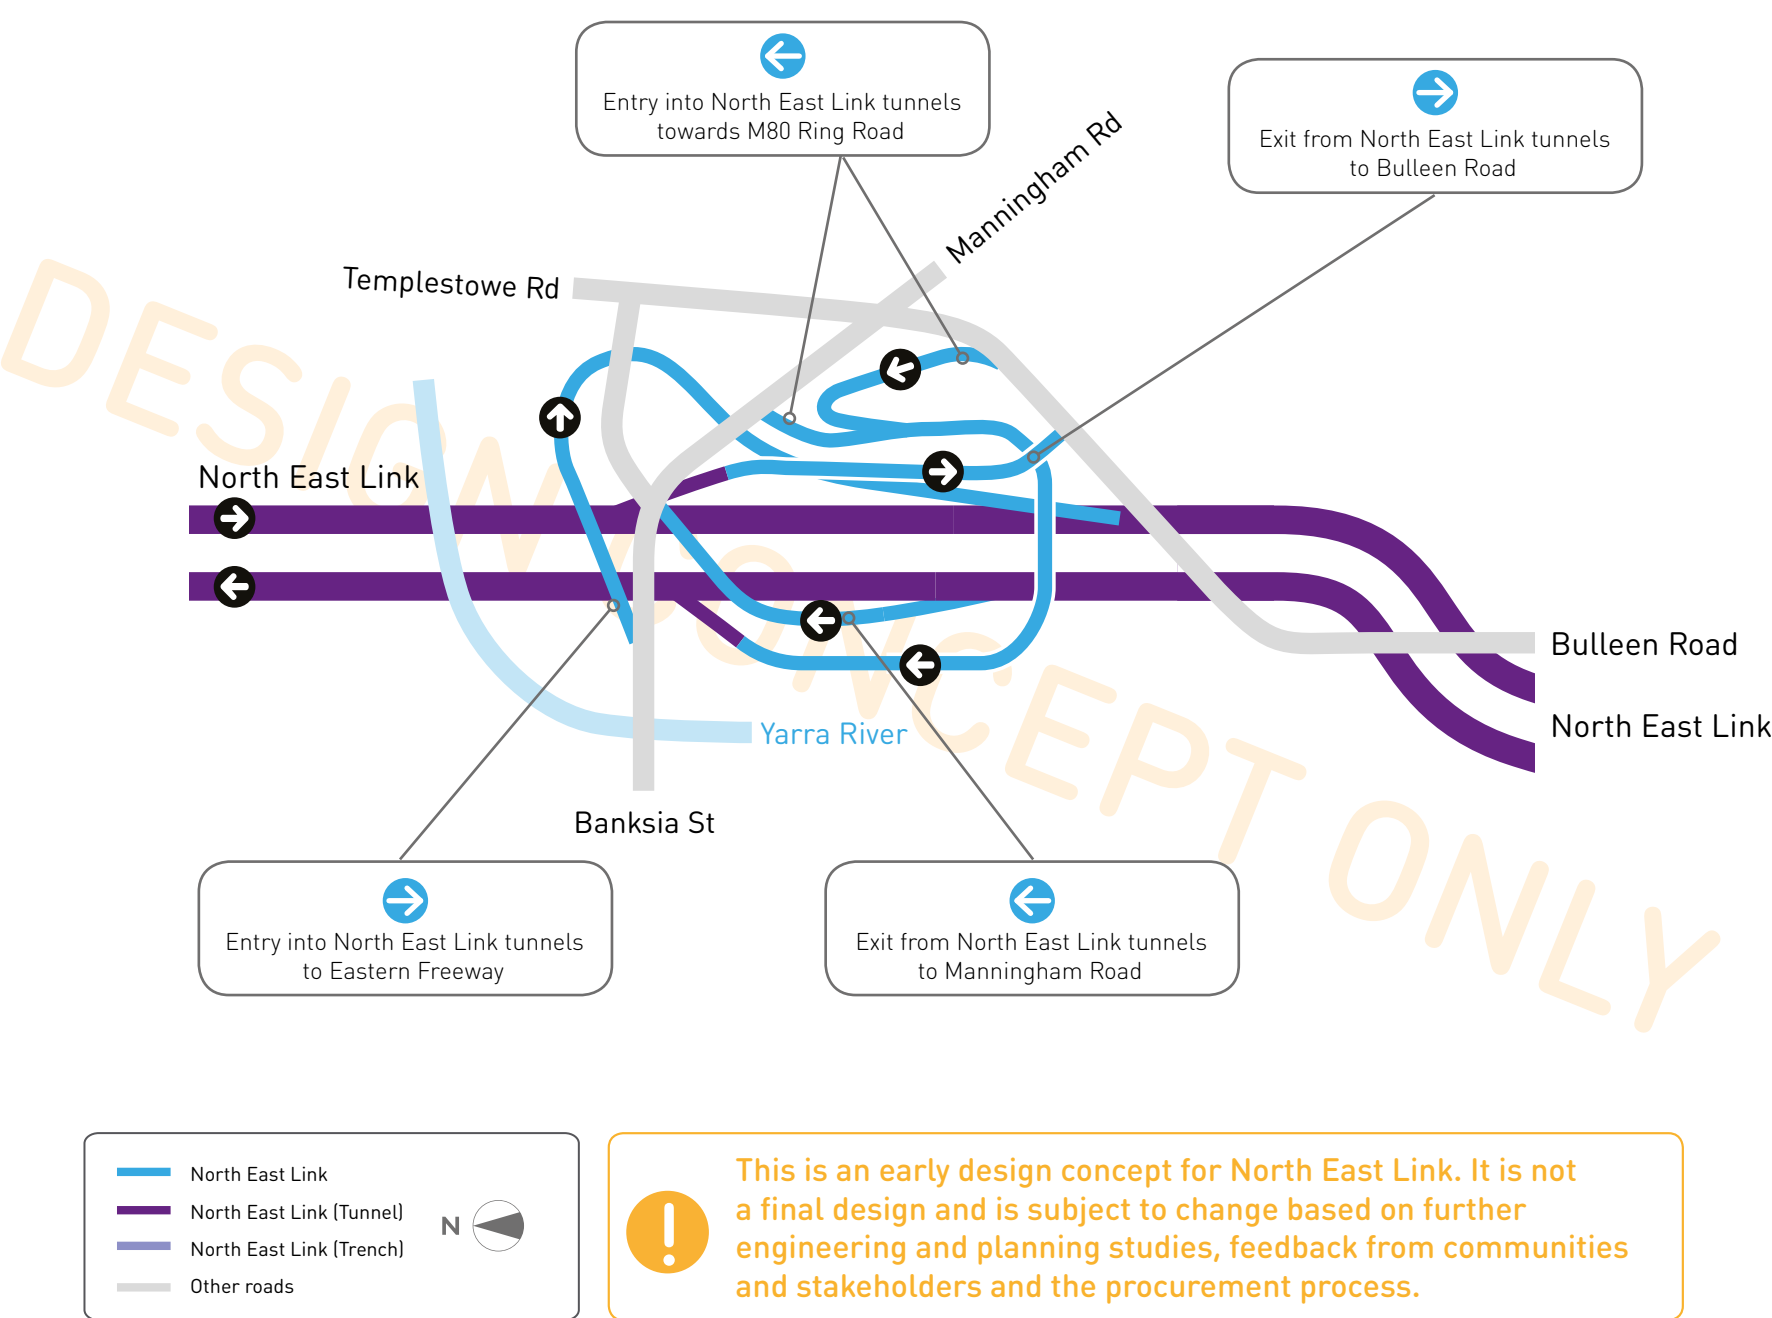 Entry into North East Link tunnels
towards M80 Ring Road
Exit from North East Link tunnels
to Bulleen Road
Manningham Rd
Templestowe Rd
North East Link
DESIGN CONCEPT ONLY
Bulleen Road
North East Link
Yarra River
Banksia St
Entry into North East Link tunnels
to Eastern Freeway
Exit from North East Link tunnels
to Manningham Road
North East Link
North East Link (Tunnel)
North East Link (Trench)
Other roads
N
This is an early design concept for North East Link. It is not
a final design and is subject to change based on further
engineering and planning studies, feedback from communities
and stakeholders and the procurement process.